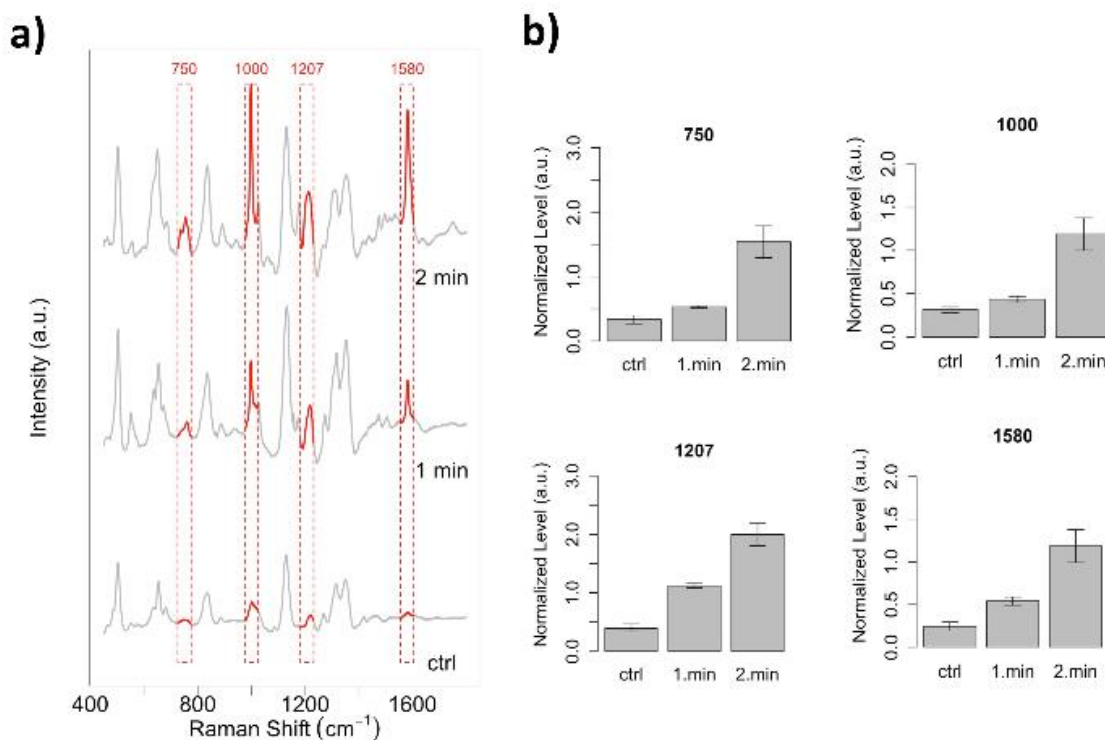 a)
750 1000 1207 1580
2 min
1 min
ctrl
Intensity (a.u.)
400 800 1200 1600
Raman Shift (cm⁻¹)
b)
750
Normalized Level (a.u.)
0.0 1.0 2.0 3.0
ctrl 1.min 2.min
1000
Normalized Level (a.u.)
0.0 0.5 1.0 1.5 2.0
ctrl 1.min 2.min
1207
Normalized Level (a.u.)
0.0 1.0 2.0 3.0
ctrl 1.min 2.min
1580
Normalized Level (a.u.)
0.0 0.5 1.0 1.5 2.0
ctrl 1.min 2.min